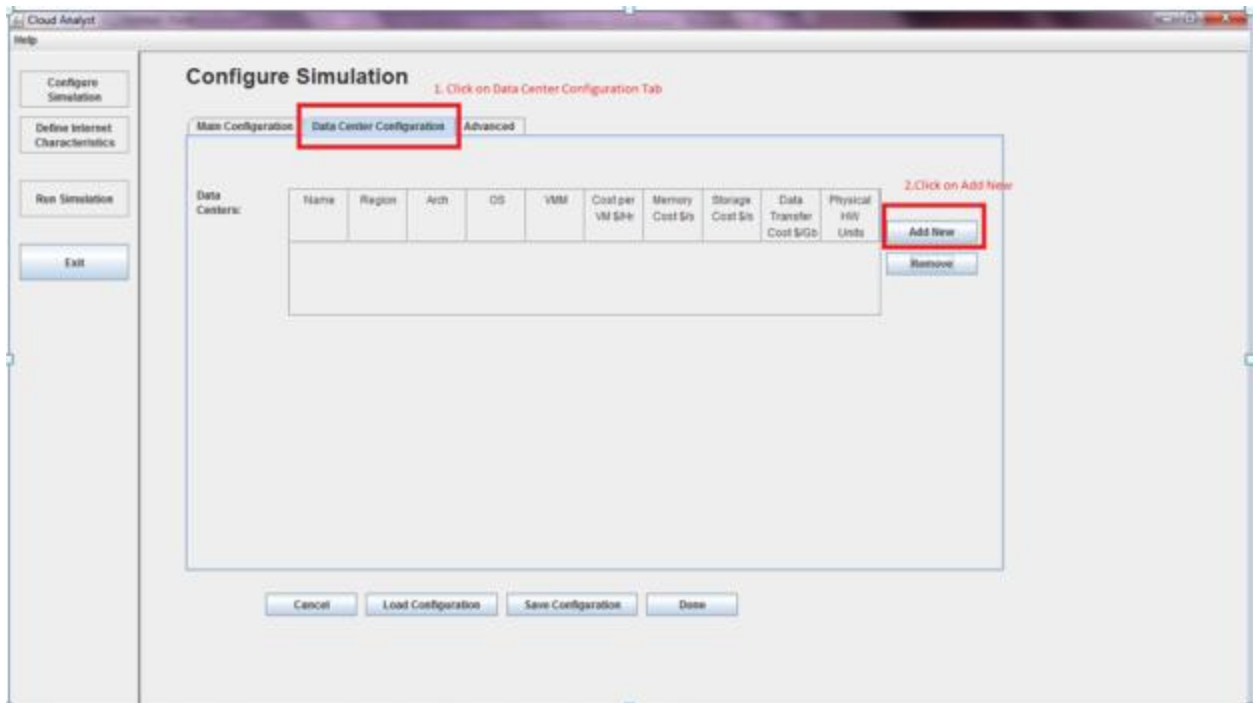 Cloud Analyst
Help
Configure
Simulation
Define Internet
Characteristics
Run Simulation
Exit
Configure Simulation
1. Click on Data Center Configuration Tab
Main Configuration Data Center Configuration Advanced
2.Click on Add New
Data
Centers:
Name Region Arch OS VMM Cost per
VM $/Hr Memory
Cost $/s Storage
Cost $/s Data
Transfer
Cost $/Gb Physical
HW
Units
Add New
Remove
Cancel Load Configuration Save Configuration Done